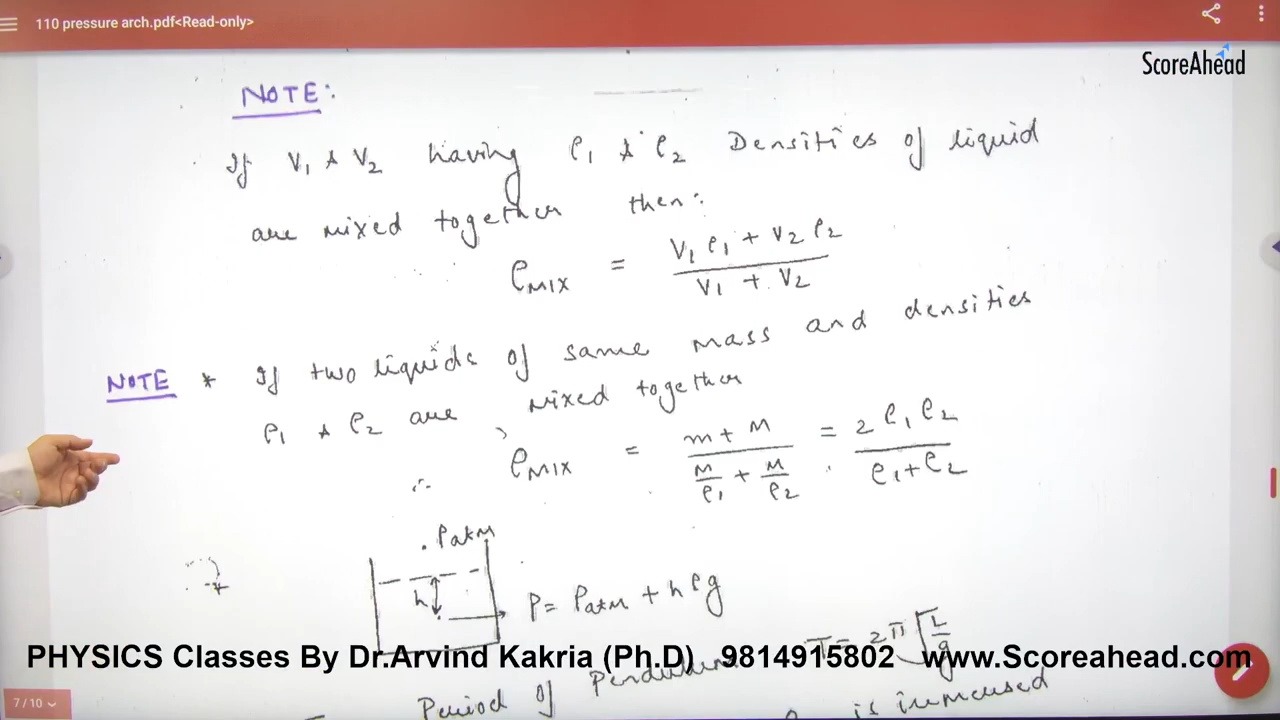 110 pressure arch.pdf<Read-only>
ScoreAhead
NOTE:
If V₁ & V₂ having ρ₁ & ρ₂ Densities of liquid
are mixed together then:
ρ_MIX = (V₁ρ₁ + V₂ρ₂) / (V₁ + V₂)
NOTE * If two liquids of same mass and densities
ρ₁ & ρ₂ are mixed together
∴ ρ_MIX = (m + M) / (M/ρ₁ + M/ρ₂) = 2ρ₁ρ₂ / (ρ₁ + ρ₂)
. Patm
h
P = Patm + hρg
PHYSICS Classes By Dr.Arvind Kakria (Ph.D) 9814915802 www.Scoreahead.com
Period of Pendulum T = 2π√(L/g)
is increased
7 / 10